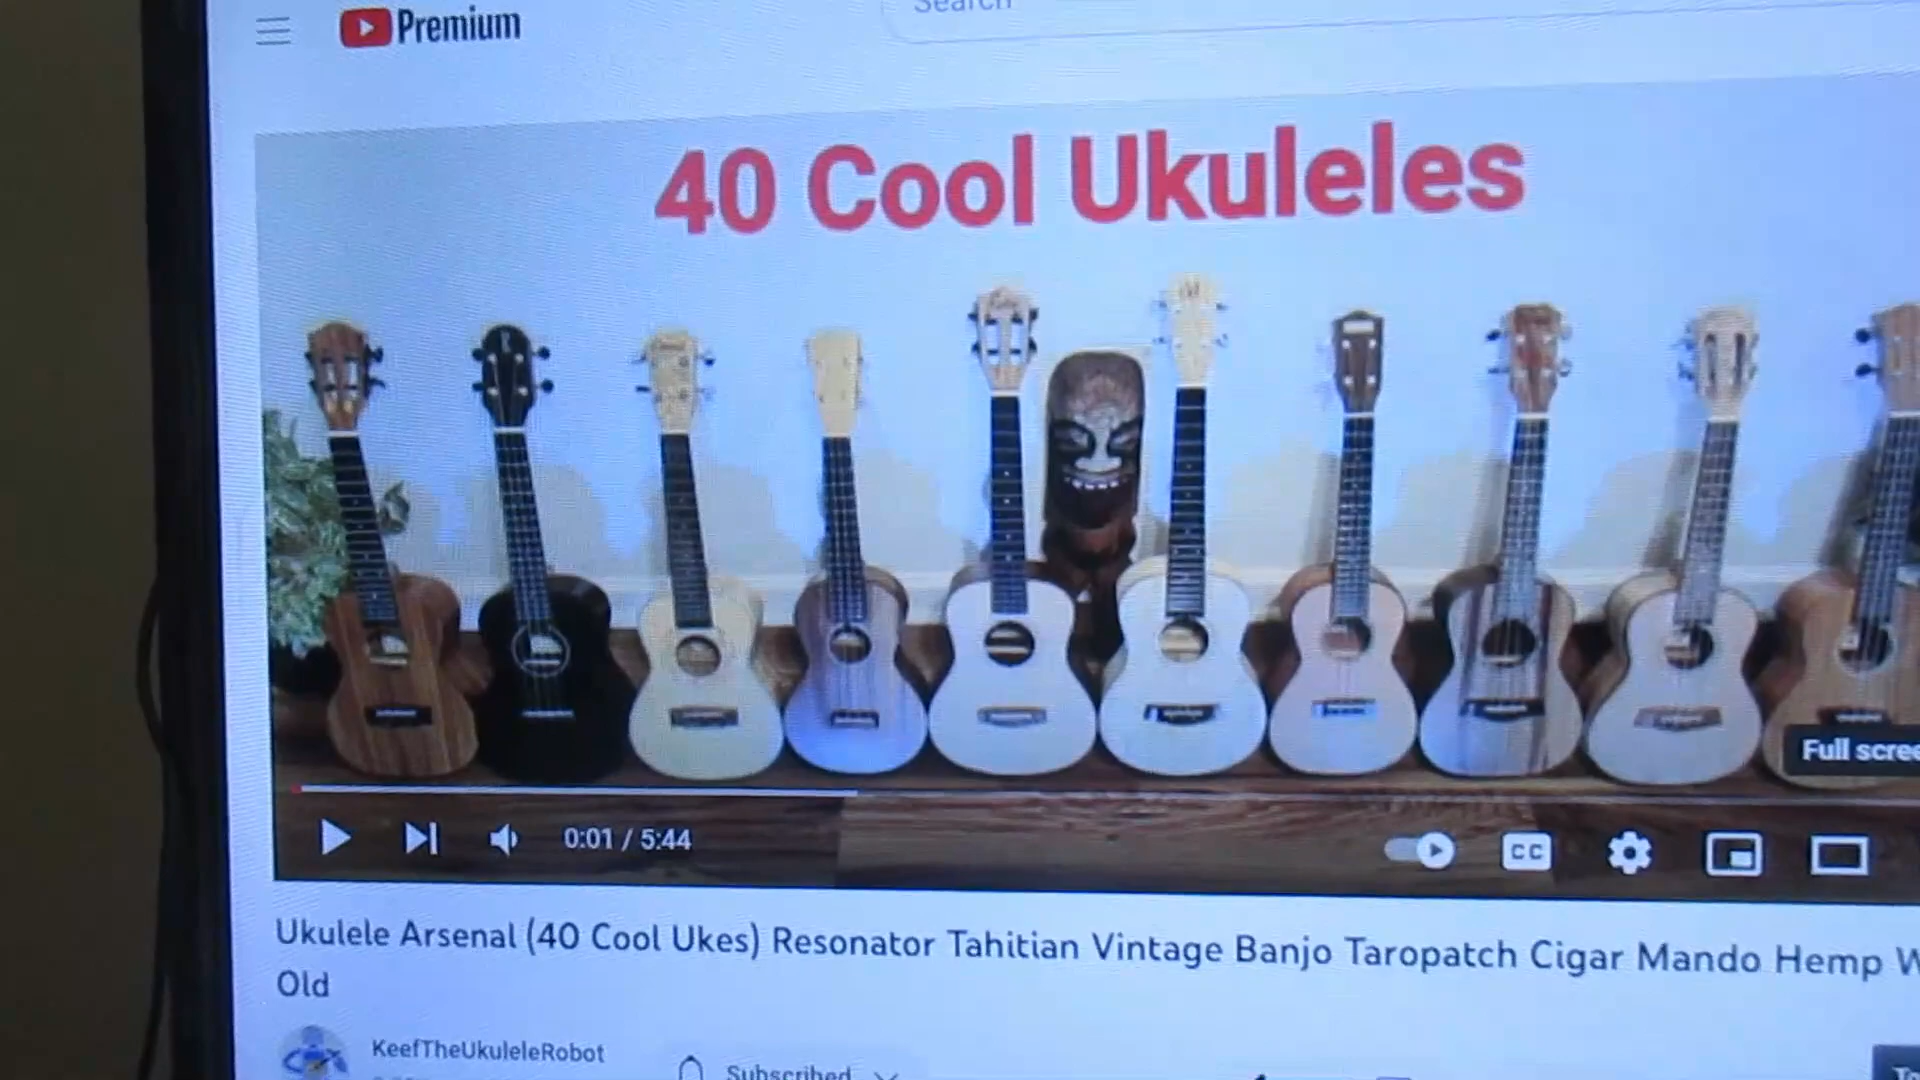 Premium
Search
40 Cool Ukuleles
Full
0:01 / 5:44
CC
Ukulele Arsenal (40 Cool Ukes) Resonator Tahitian Vintage Banjo Taropatch Cigar Mando Hemp
Old
KeefTheUkuleleRobot
Subscribed